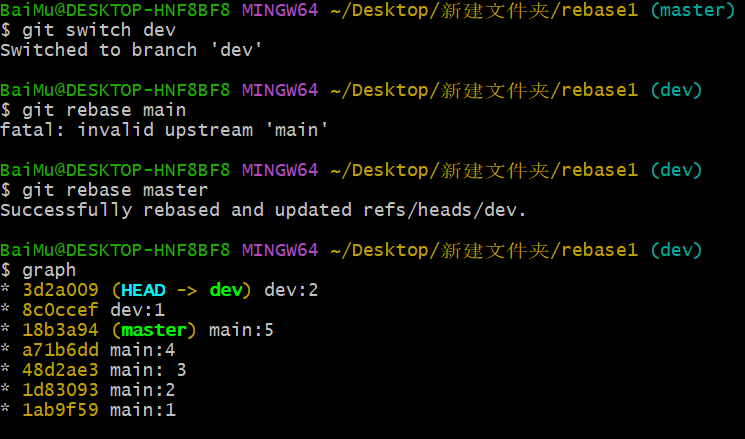 BaiMu@DESKTOP-HNF8BF8 MINGW64 ~/Desktop/新建文件夹/rebase1 (master)
$ git switch dev
Switched to branch 'dev'
BaiMu@DESKTOP-HNF8BF8 MINGW64 ~/Desktop/新建文件夹/rebase1 (dev)
$ git rebase main
fatal: invalid upstream 'main'
BaiMu@DESKTOP-HNF8BF8 MINGW64 ~/Desktop/新建文件夹/rebase1 (dev)
$ git rebase master
Successfully rebased and updated refs/heads/dev.
BaiMu@DESKTOP-HNF8BF8 MINGW64 ~/Desktop/新建文件夹/rebase1 (dev)
$ graph
* 3d2a009 (HEAD -> dev) dev:2
* 8c0ccef dev:1
* 18b3a94 (master) main:5
* a71b6dd main:4
* 48d2ae3 main: 3
* 1d83093 main:2
* 1ab9f59 main:1